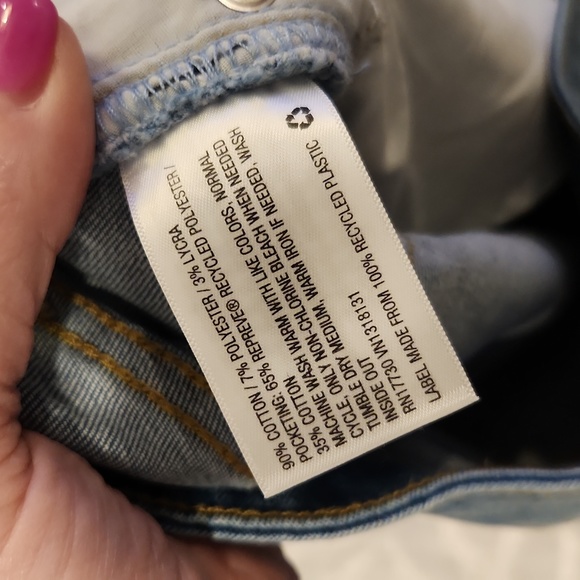 90% COTTON / 7% POLYESTER / 3% LYCRA
POCKETING: 65% REPREVE® RECYCLED POLYESTER /
35% COTTON
MACHINE WASH WARM WITH LIKE COLORS, NORMAL
CYCLE, ONLY NON-CHLORINE BLEACH WHEN NEEDED
TUMBLE DRY MEDIUM, WARM IRON IF NEEDED, WASH
INSIDE OUT
RN17730 VN1318131
LABEL MADE FROM 100% RECYCLED PLASTIC